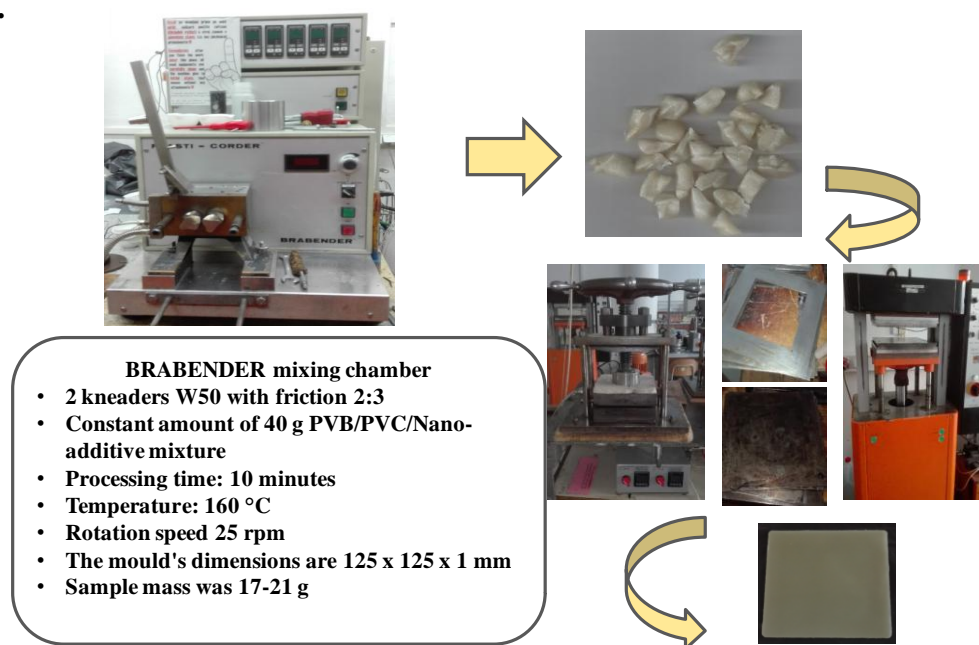 PLASTI - CORDER
BRABENDER
BRABENDER mixing chamber
• 2 kneaders W50 with friction 2:3
• Constant amount of 40 g PVB/PVC/Nano-
additive mixture
• Processing time: 10 minutes
• Temperature: 160 °C
• Rotation speed 25 rpm
• The mould's dimensions are 125 x 125 x 1 mm
• Sample mass was 17-21 g